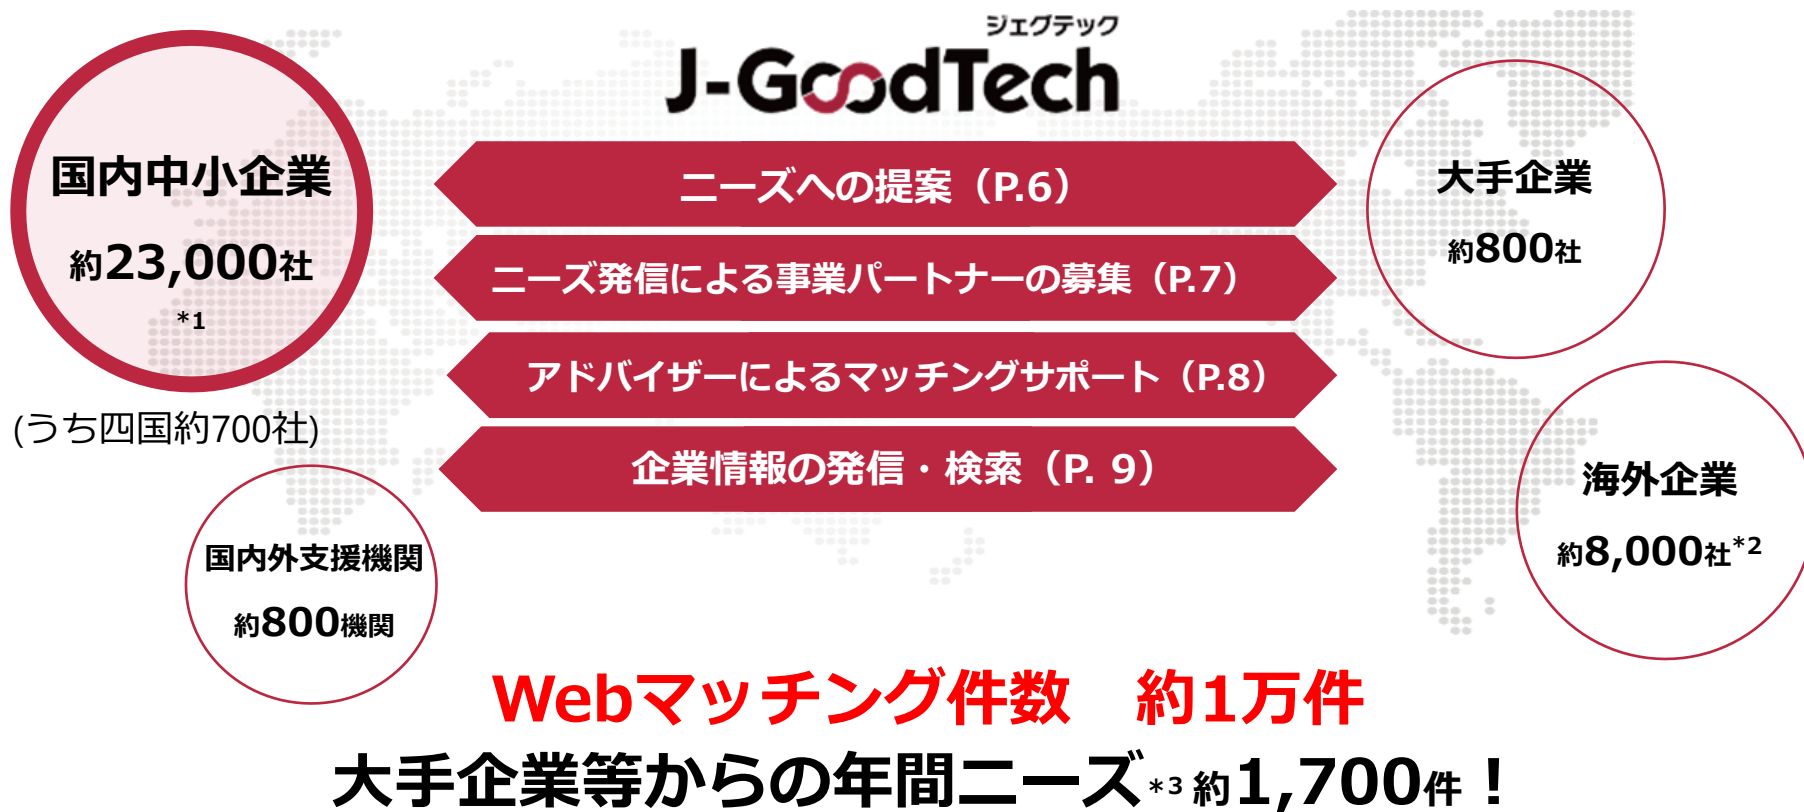 ジェグテック
J-GoodTech
国内中小企業
約23,000社
*1
(うち四国約700社)
国内外支援機関
約800機関
ニーズへの提案（P.6）
ニーズ発信による事業パートナーの募集（P.7）
アドバイザーによるマッチングサポート（P.8）
企業情報の発信・検索（P. 9）
大手企業
約800社
海外企業
約8,000社*2
Webマッチング件数　約1万件
大手企業等からの年間ニーズ*3 約1,700件！